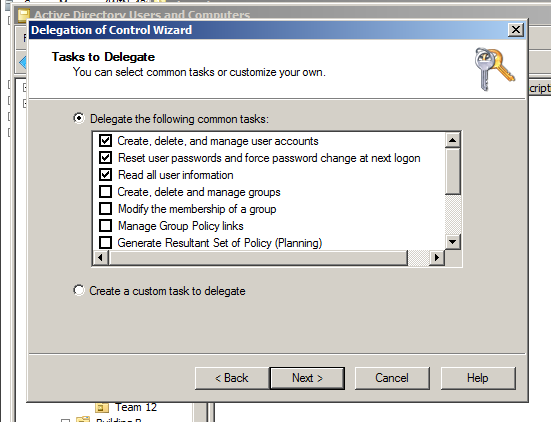 Active Directory Users and Computers
Delegation of Control Wizard
Tasks to Delegate
You can select common tasks or customize your own.
cript
Delegate the following common tasks:
Create, delete, and manage user accounts
Reset user passwords and force password change at next logon
Read all user information
Create, delete and manage groups
Modify the membership of a group
Manage Group Policy links
Generate Resultant Set of Policy (Planning)
Create a custom task to delegate
< Back
Next >
Cancel
Help
Team 12